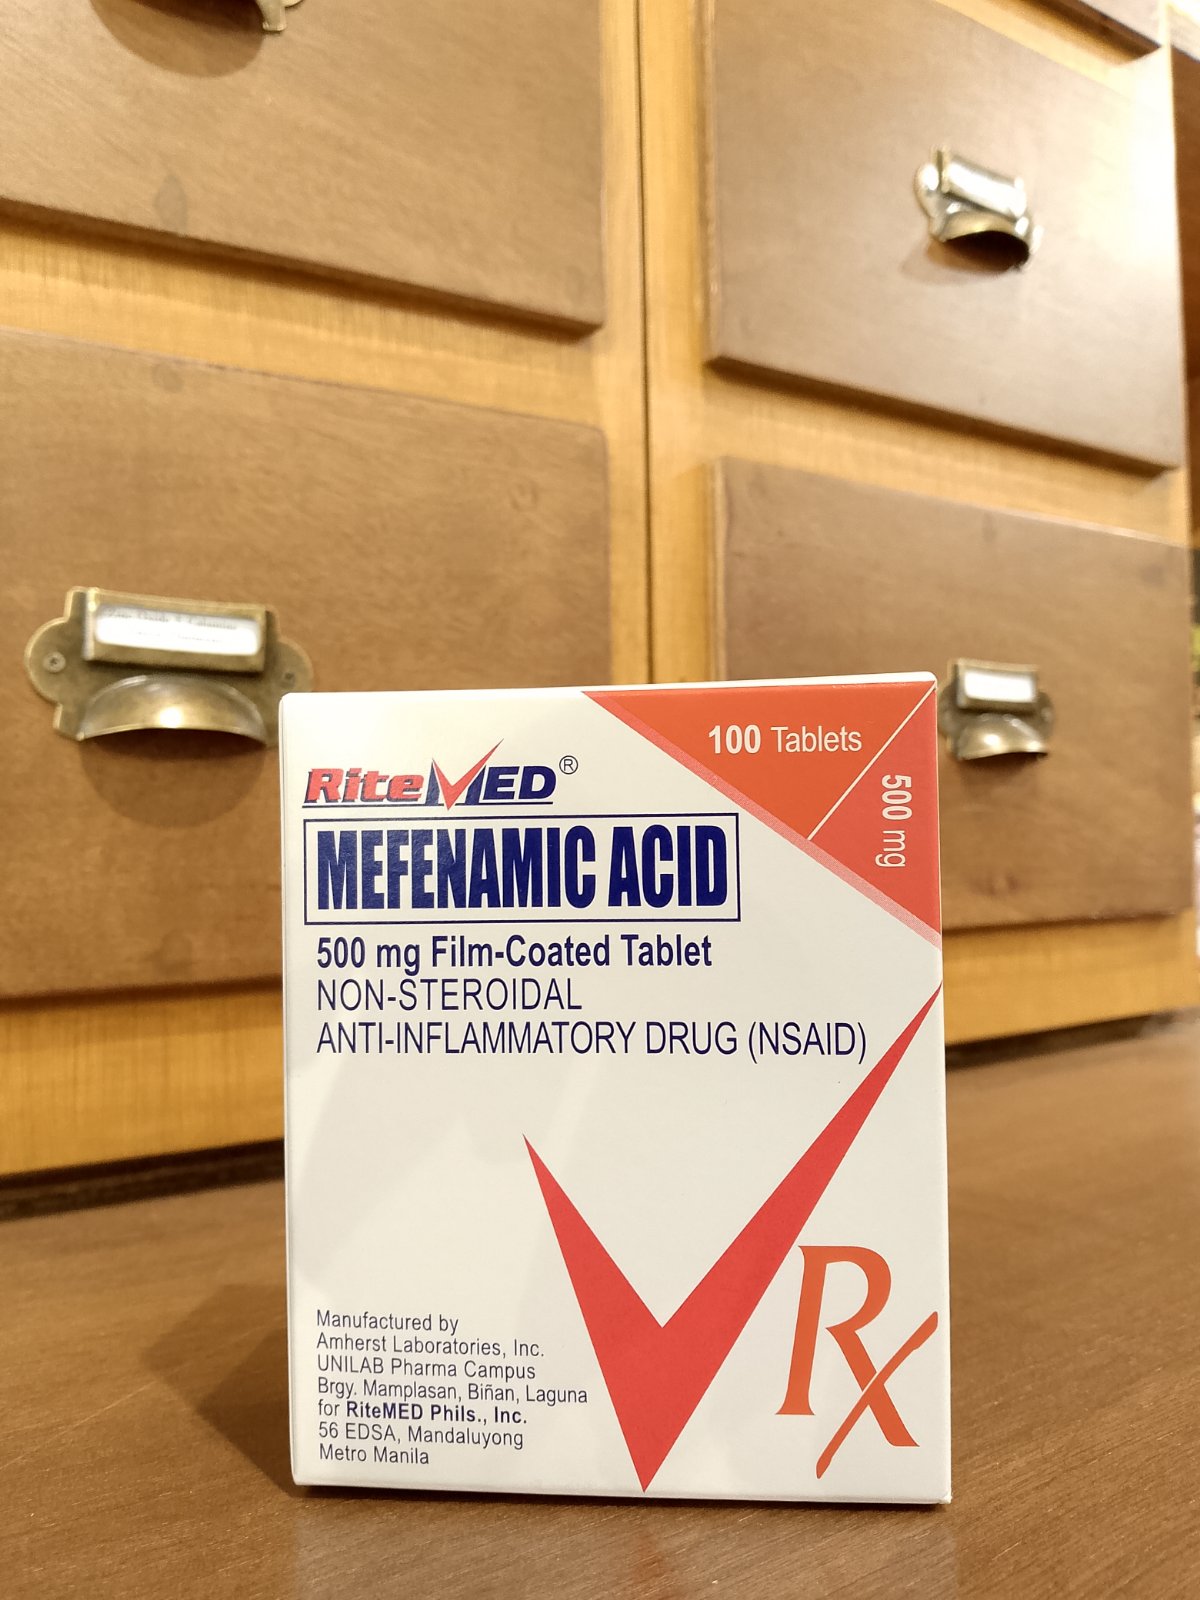 100 Tablets
500 mg
RiteMED®
MEFENAMIC ACID
500 mg Film-Coated Tablet
NON-STEROIDAL
ANTI-INFLAMMATORY DRUG (NSAID)
Rx
Manufactured by
Amherst Laboratories, Inc.
UNILAB Pharma Campus
Brgy. Mamplasan, Biñan, Laguna
for RiteMED Phils., Inc.
56 EDSA, Mandaluyong
Metro Manila